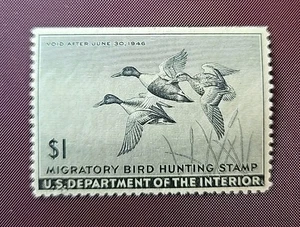 VOID AFTER JUNE 30, 1946
$1
MIGRATORY BIRD HUNTING STAMP
U.S. DEPARTMENT OF THE INTERIOR